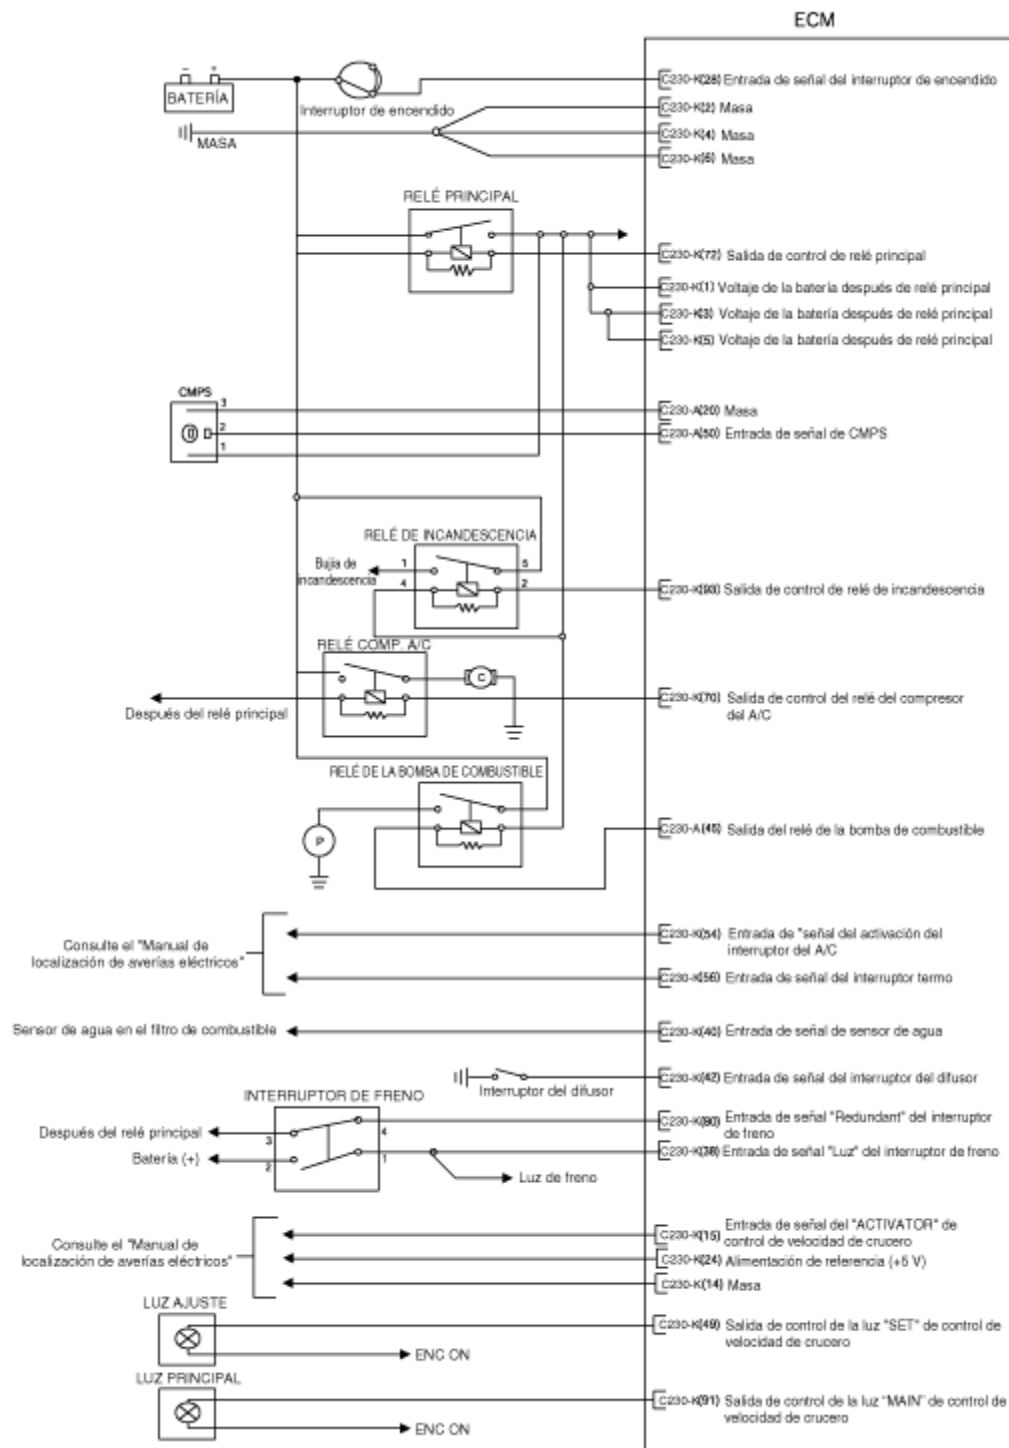 ECM
BATERÍA
− +
Interruptor de encendido
C230-K(28) Entrada de señal del interruptor de encendido
C230-K(2) Masa
MASA
C230-K(4) Masa
C230-K(6) Masa
RELÉ PRINCIPAL
C230-K(72) Salida de control de relé principal
C230-K(1) Voltaje de la batería después de relé principal
C230-K(3) Voltaje de la batería después de relé principal
C230-K(5) Voltaje de la batería después de relé principal
CMPS
3
C230-A(20) Masa
2
C230-A(50) Entrada de señal de CMPS
1
RELÉ DE INCANDESCENCIA
Bujía de
incandescencia
1 5
4 2
C230-K(93) Salida de control de relé de incandescencia
RELÉ COMP. A/C
C
Después del relé principal
C230-K(70) Salida de control del relé del compresor
del A/C
RELÉ DE LA BOMBA DE COMBUSTIBLE
P
C230-A(45) Salida del relé de la bomba de combustible
Consulte el "Manual de
localización de averías eléctricos"
C230-K(54) Entrada de "señal del activación del
interruptor del A/C
C230-K(56) Entrada de señal del interruptor termo
Sensor de agua en el filtro de combustible
C230-K(40) Entrada de señal de sensor de agua
Interruptor del difusor
C230-K(42) Entrada de señal del interruptor del difusor
INTERRUPTOR DE FRENO
Después del relé principal
3 4
C230-K(80) Entrada de señal "Redundant" del interruptor
de freno
Batería (+)
2 1
C230-K(38) Entrada de señal "Luz" del interruptor de freno
Luz de freno
Consulte el "Manual de
localización de averías eléctricos"
C230-K(15) Entrada de señal del "ACTIVATOR" de
control de velocidad de crucero
C230-K(24) Alimentación de referencia (+5 V)
C230-K(14) Masa
LUZ AJUSTE
C230-K(49) Salida de control de la luz "SET" de control de
velocidad de crucero
ENC ON
LUZ PRINCIPAL
C230-K(91) Salida de control de la luz "MAIN" de control de
velocidad de crucero
ENC ON